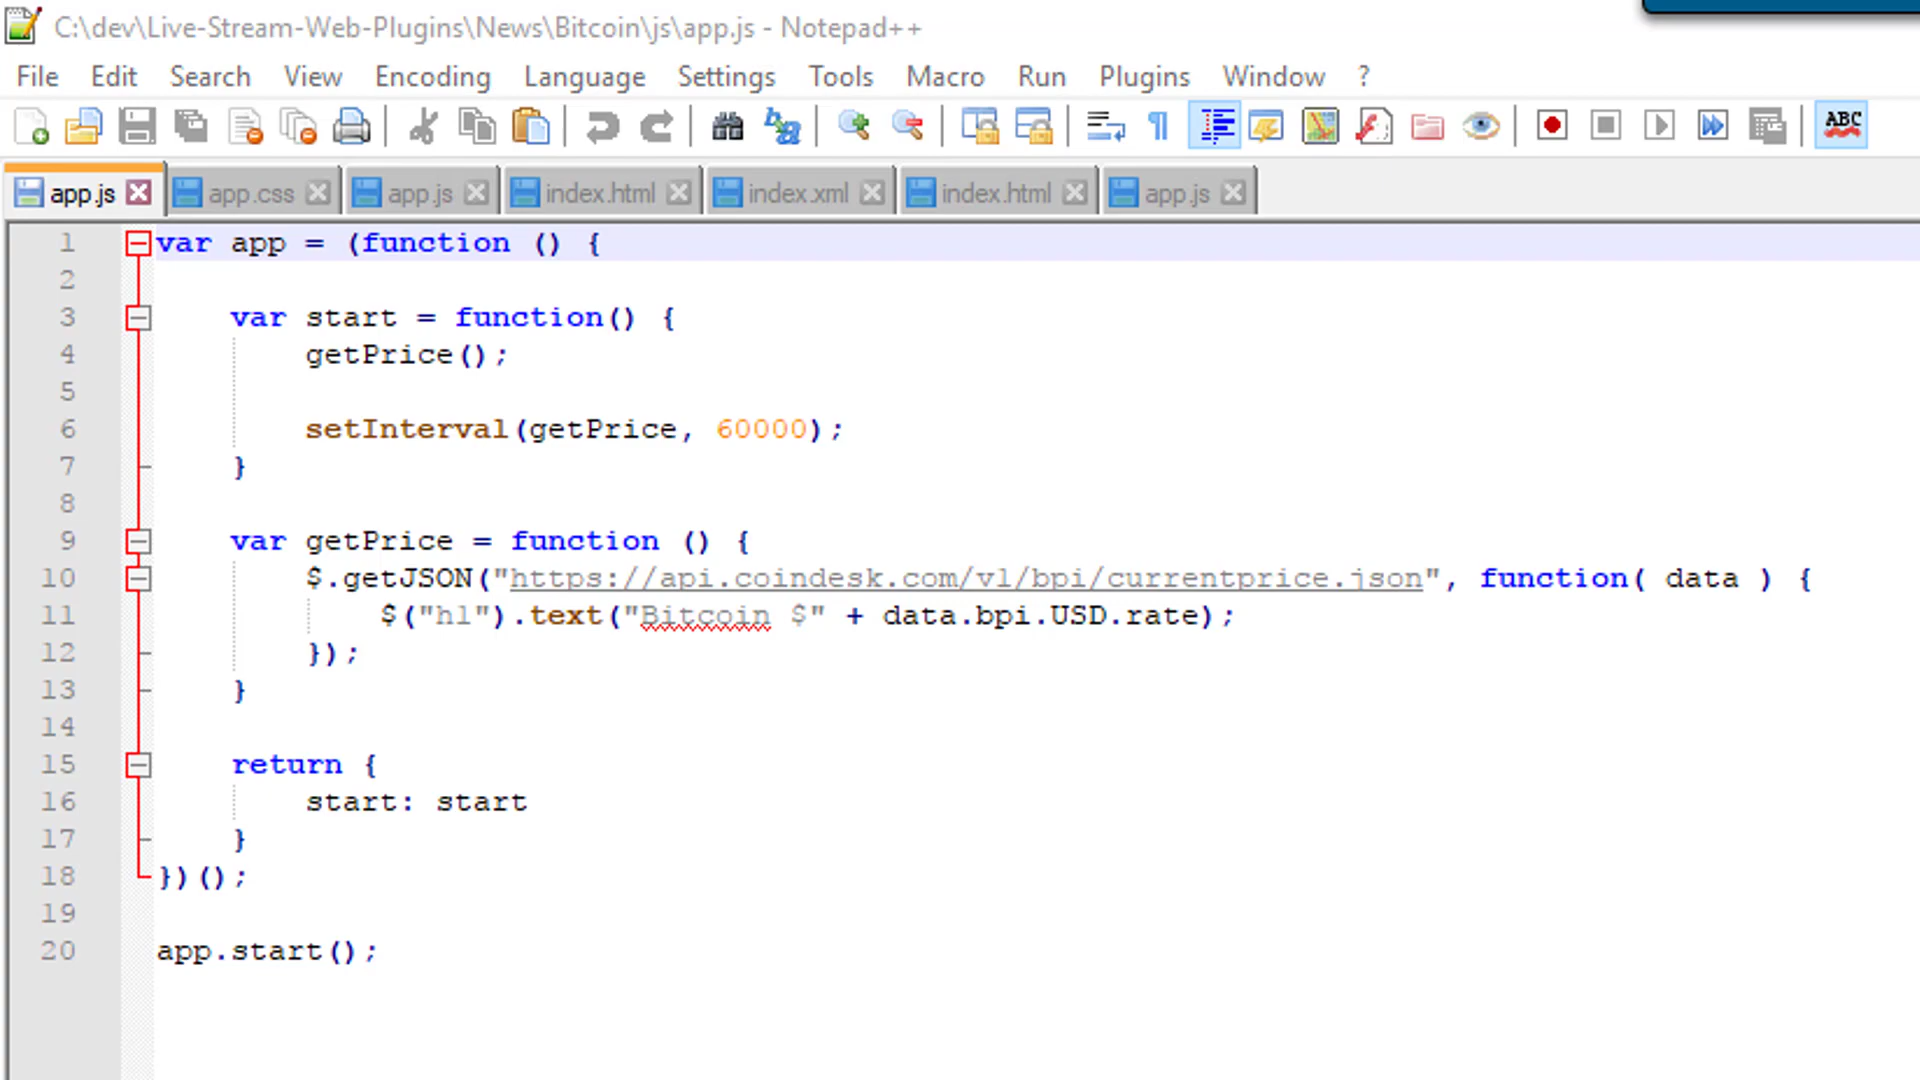 C:\dev\Live-Stream-Web-Plugins\News\Bitcoin\js\app.js - Notepad++
File Edit Search View Encoding Language Settings Tools Macro Run Plugins Window ?
ABC
app.js app.css app.js index.html index.xml index.html app.js
1 var app = (function () {
2
3 var start = function() {
4 getPrice();
5
6 setInterval(getPrice, 60000);
7 }
8
9 var getPrice = function () {
10 $.getJSON("https://api.coindesk.com/v1/bpi/currentprice.json", function( data ) {
11 $("h1").text("Bitcoin $" + data.bpi.USD.rate);
12 });
13 }
14
15 return {
16 start: start
17 }
18 })();
19
20 app.start();